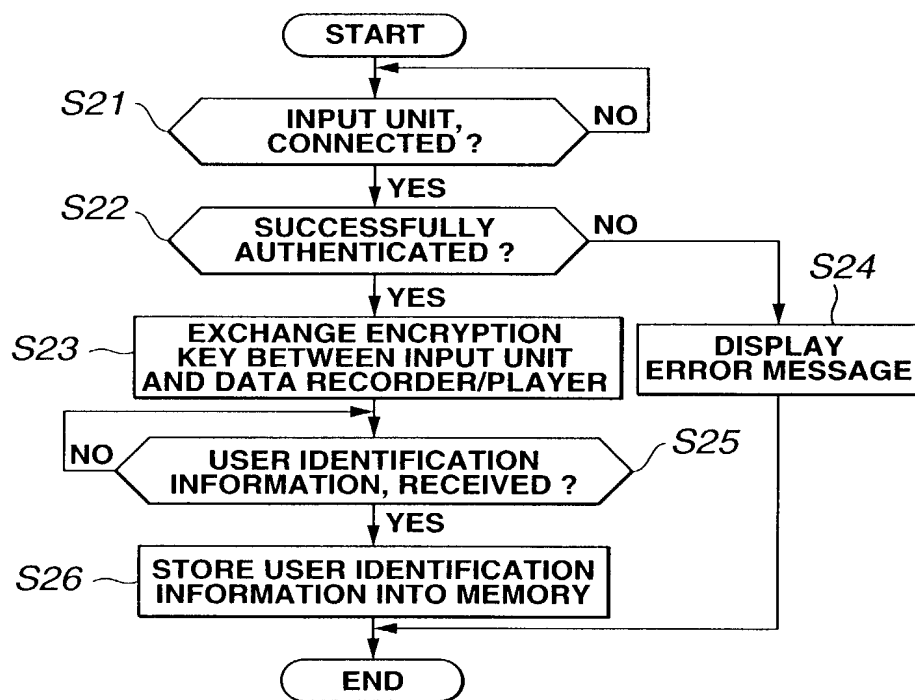 START
S21
INPUT UNIT,
CONNECTED ?
NO
YES
S22
SUCCESSFULLY
AUTHENTICATED ?
NO
YES
S24
DISPLAY
ERROR MESSAGE
S23
EXCHANGE ENCRYPTION
KEY BETWEEN INPUT UNIT
AND DATA RECORDER/PLAYER
NO
S25
USER IDENTIFICATION
INFORMATION, RECEIVED ?
YES
S26
STORE USER IDENTIFICATION
INFORMATION INTO MEMORY
END